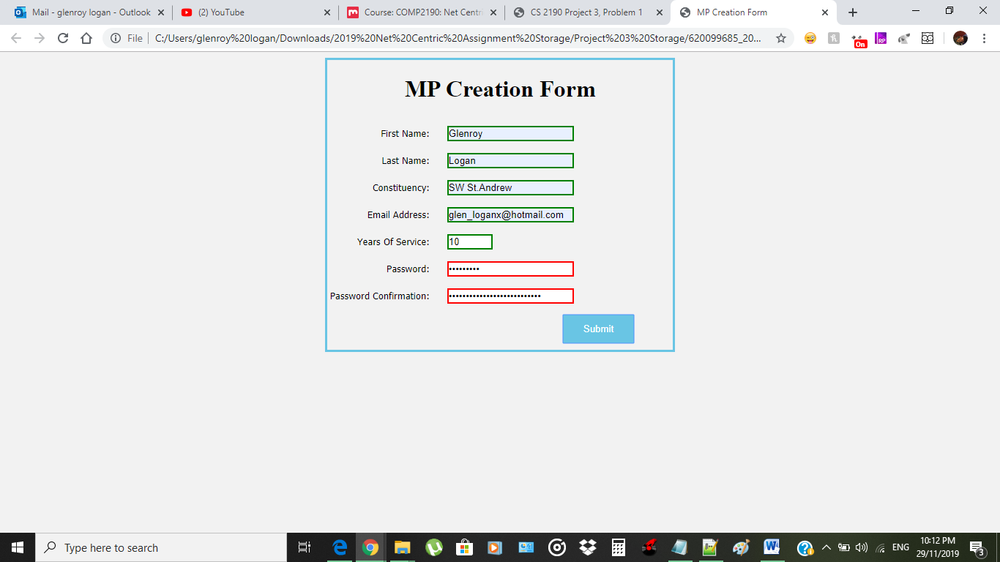 Mail - glenroy logan - Outlook
(2) YouTube
Course: COMP2190: Net Centri
CS 2190 Project 3, Problem 1
MP Creation Form
File
C:/Users/glenroy%20logan/Downloads/2019%20Net%20Centric%20Assignment%20Storage/Project%203%20Storage/620099685_20...
RP
On
MP Creation Form
First Name: Glenroy
Last Name: Logan
Constituency: SW St.Andrew
Email Address: glen_loganx@hotmail.com
Years Of Service: 10
Password: •••••••••
Password Confirmation: •••••••••••••••••••••••••••
Submit
Type here to search
ENG
10:12 PM
29/11/2019
3